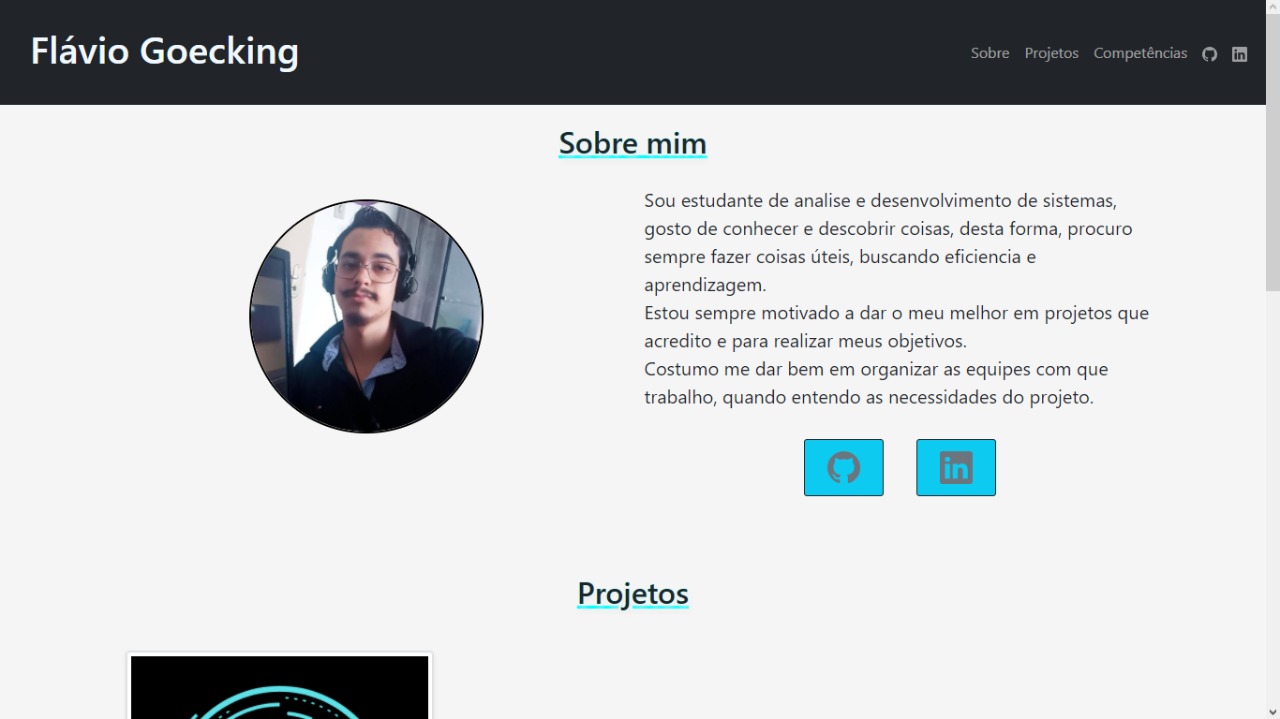 Flávio Goecking
Sobre Projetos Competências
Sobre mim
Sou estudante de analise e desenvolvimento de sistemas,
gosto de conhecer e descobrir coisas, desta forma, procuro
sempre fazer coisas úteis, buscando eficiencia e
aprendizagem.
Estou sempre motivado a dar o meu melhor em projetos que
acredito e para realizar meus objetivos.
Costumo me dar bem em organizar as equipes com que
trabalho, quando entendo as necessidades do projeto.
Projetos